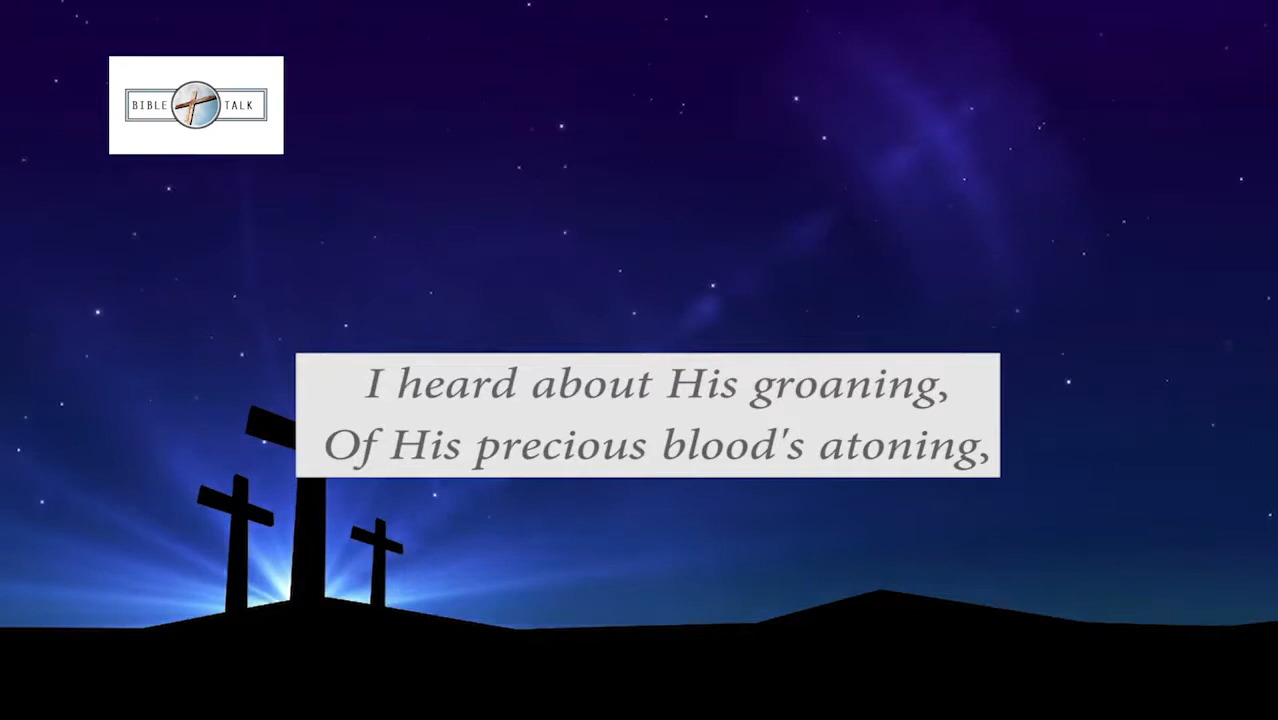 BIBLE TALK
I heard about His groaning,
Of His precious blood's atoning,